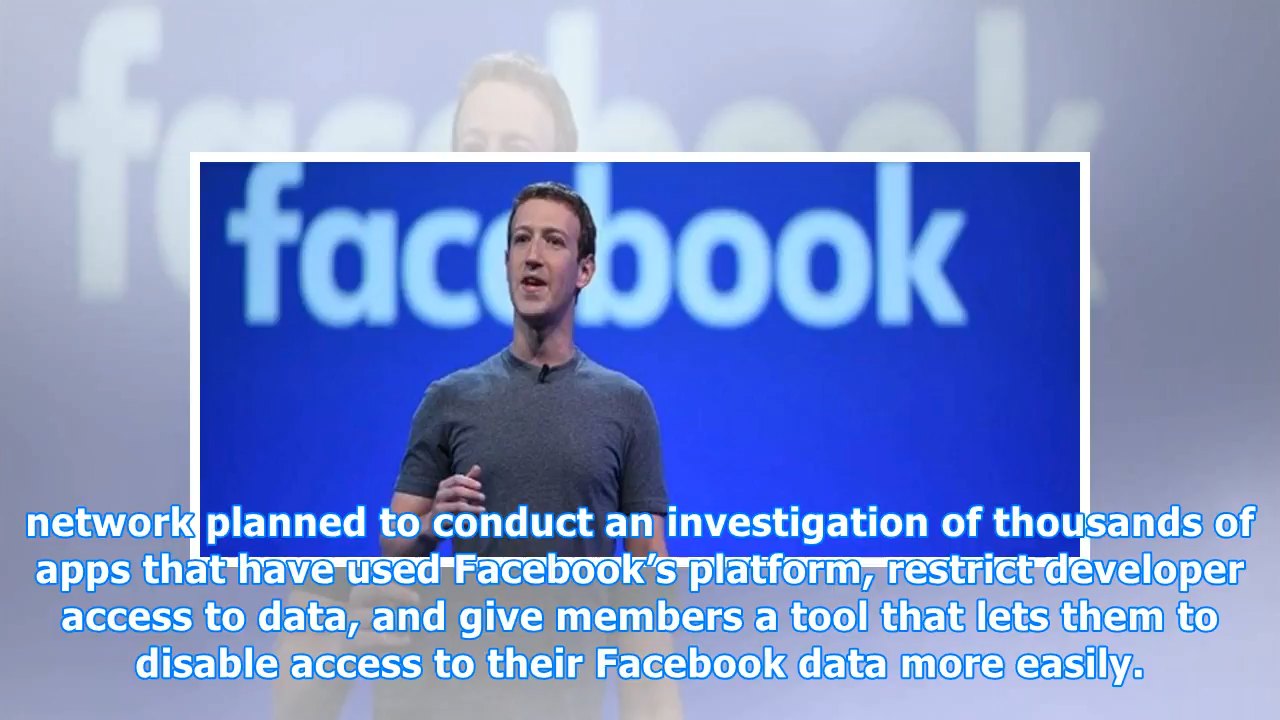 facebook
facebook
network planned to conduct an investigation of thousands of
apps that have used Facebook’s platform, restrict developer
access to data, and give members a tool that lets them to
disable access to their Facebook data more easily.